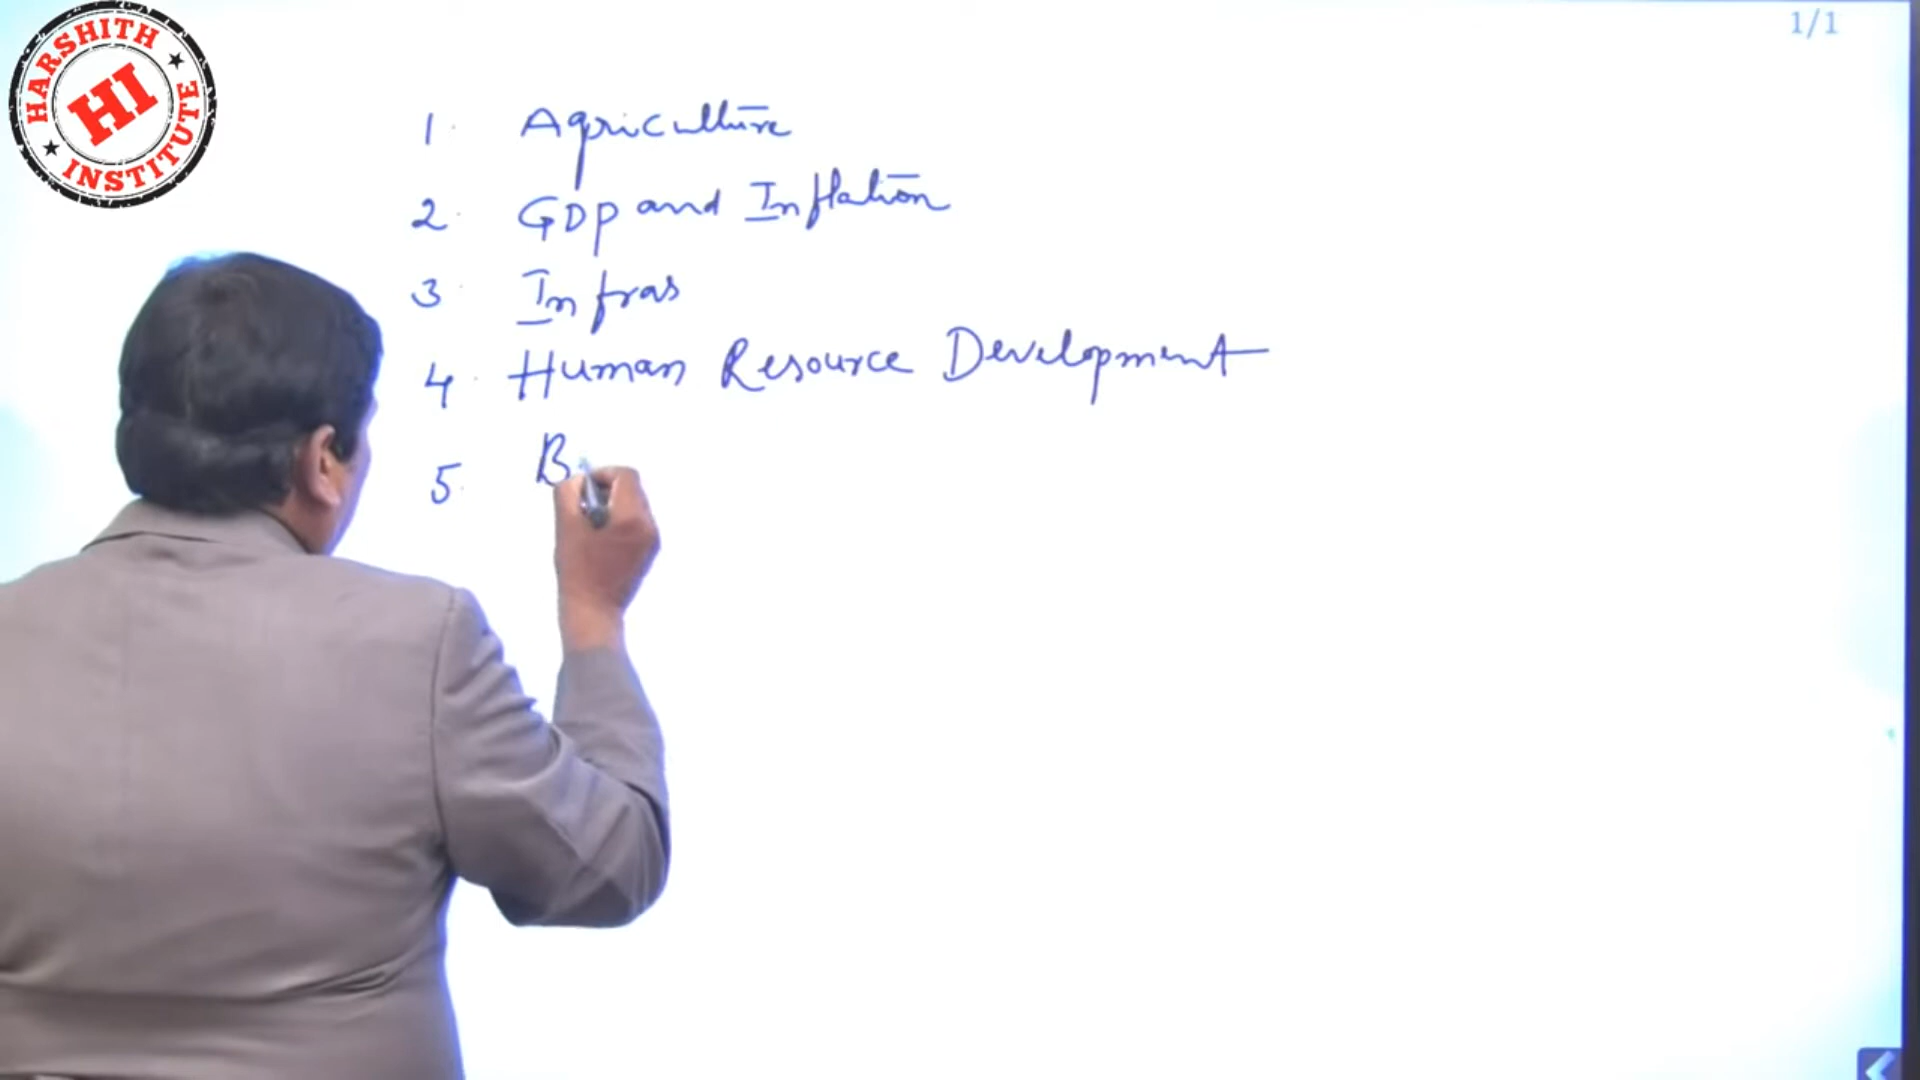 HARSHITH
HI
INSTITUTE
1/1
1. Agriculture
2. GDP and Inflation
3. Infras
4. Human Resource Development
5. B